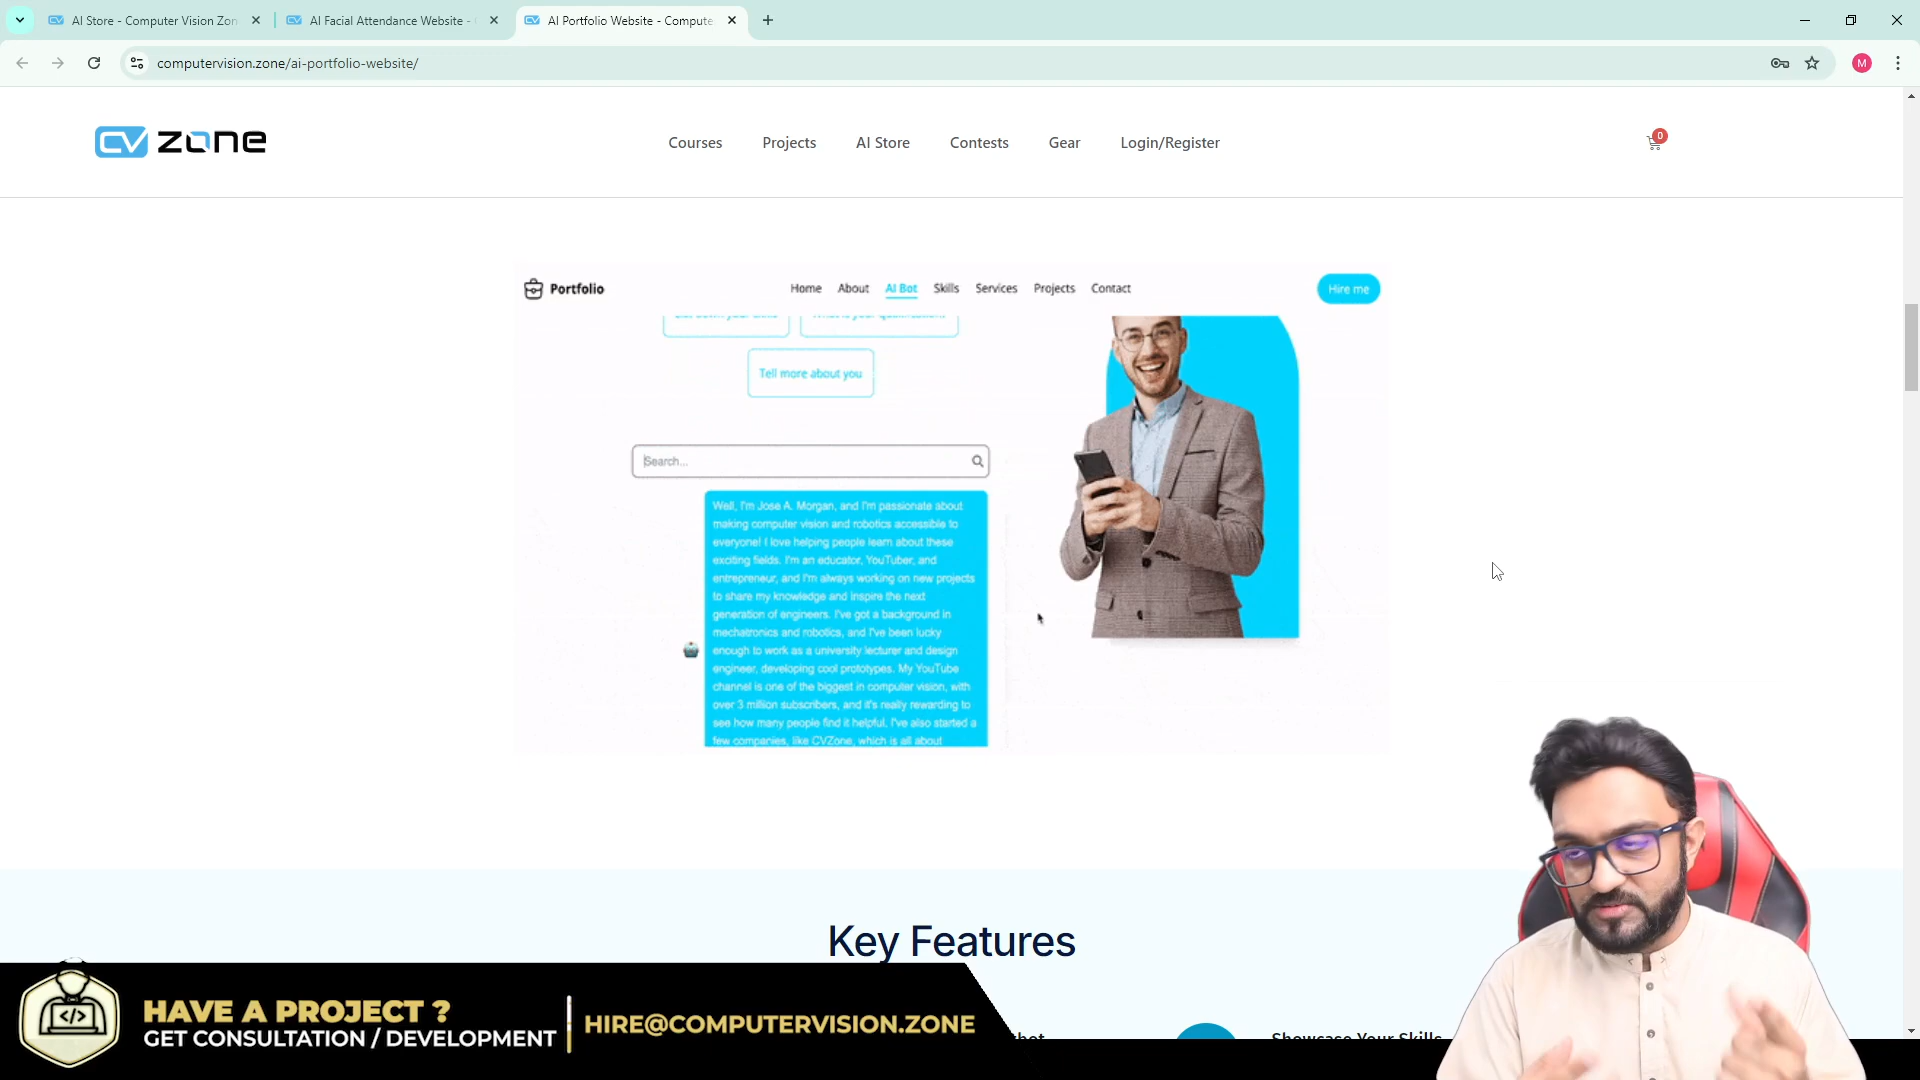 AI Store - Computer Vision Zon
AI Facial Attendance Website -
AI Portfolio Website - Compute
computervision.zone/ai-portfolio-website/
M
CV zone
Courses
Projects
AI Store
Contests
Gear
Login/Register
0
Portfolio
Home
About
AI Bot
Skills
Services
Projects
Contact
Hire me
Tell more about you
Search...
Well, I'm Jose A. Morgan, and I'm passionate about
making computer vision and robotics accessible to
everyone! I love helping people learn about these
exciting fields. I'm an educator, YouTuber, and
entrepreneur, and I'm always working on new projects
to share my knowledge and inspire the next
generation of engineers. I've got a background in
mechatronics and robotics, and I've been lucky
enough to work as a university lecturer and design
engineer, developing cool prototypes. My YouTube
channel is one of the biggest in computer vision, with
over 3 million subscribers, and it's really rewarding to
see how many people find it helpful. I've also started a
few companies, like CVZone, which is all about
Key Features
Showcase Your Skills
HAVE A PROJECT ?
GET CONSULTATION / DEVELOPMENT
HIRE@COMPUTERVISION.ZONE